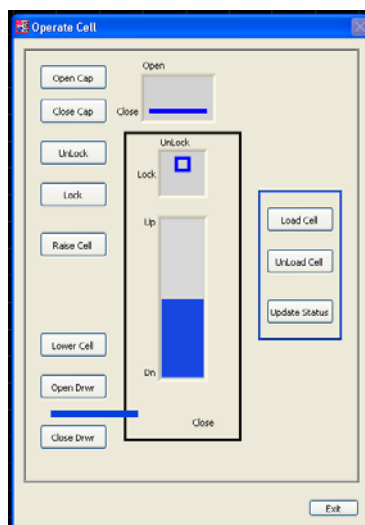 Operate Cell
Open Cap
Open
Close Cap
Close
UnLock
UnLock
Lock
Lock
Up
Load Cell
Raise Cell
UnLoad Cell
Update Status
Lower Cell
Dn
Open Drwr
Close
Close Drwr
Exit